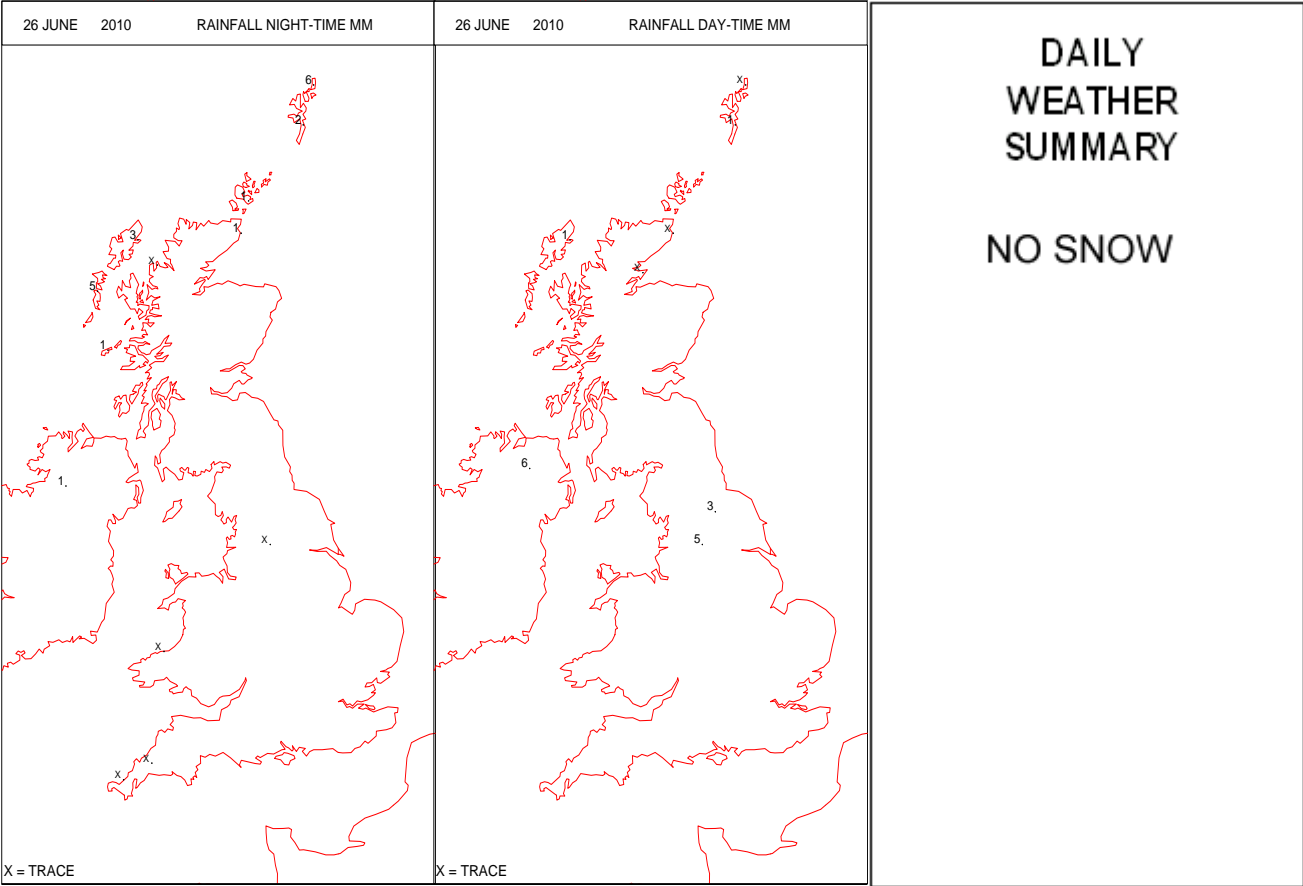 26 JUNE 2010 RAINFALL NIGHT-TIME MM
6
2
1
3
X
5
1
1
X
X
X
X
X = TRACE
26 JUNE 2010 RAINFALL DAY-TIME MM
X
1
1
X
X
6
3
5
X = TRACE
DAILY
WEATHER
SUMMARY
NO SNOW